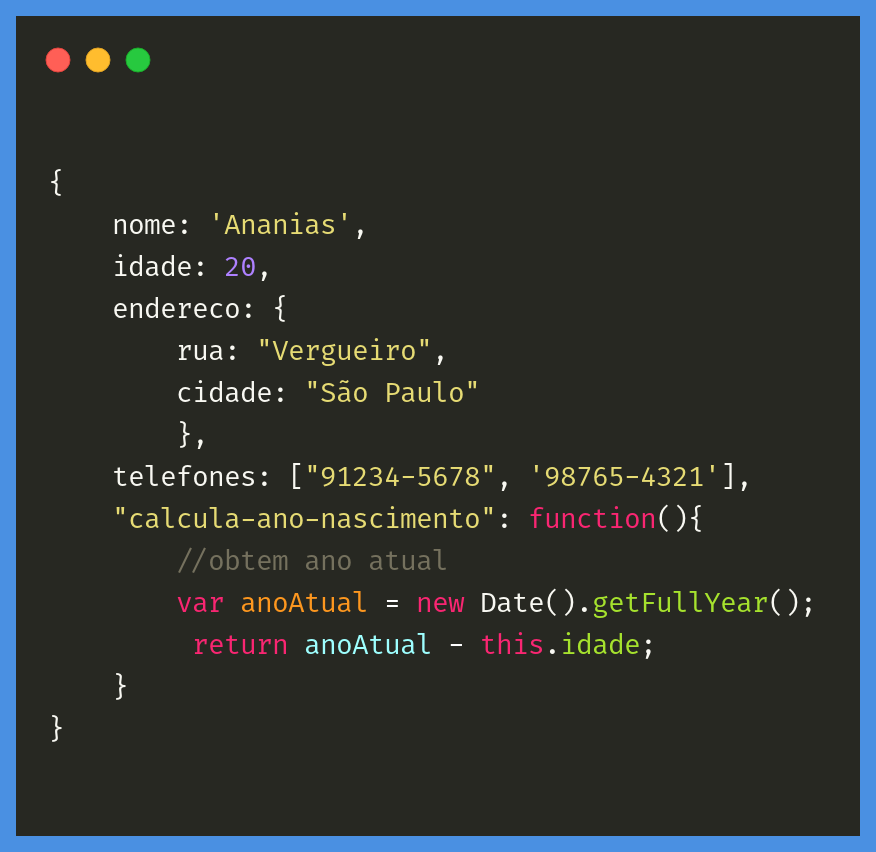 {
    nome: 'Ananias',
    idade: 20,
    endereco: {
        rua: "Vergueiro",
        cidade: "São Paulo"
        },
    telefones: ["91234-5678", '98765-4321'],
    "calcula-ano-nascimento": function(){
        //obtem ano atual
        var anoAtual = new Date().getFullYear();
         return anoAtual - this.idade;
    }
}